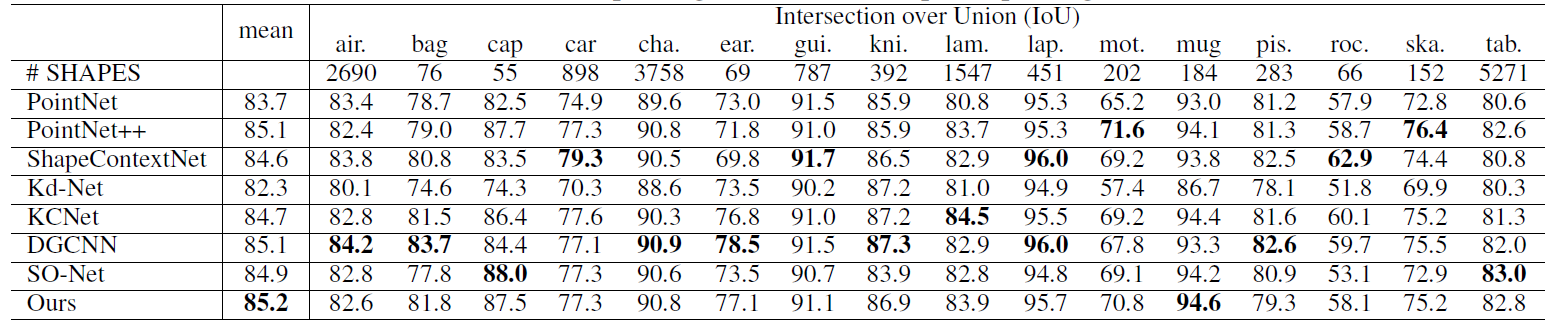 mean Intersection over Union (IoU)
air. bag cap car cha. ear. gui. kni. lam. lap. mot. mug pis. roc. ska. tab.
# SHAPES 2690 76 55 898 3758 69 787 392 1547 451 202 184 283 66 152 5271
PointNet 83.7 83.4 78.7 82.5 74.9 89.6 73.0 91.5 85.9 80.8 95.3 65.2 93.0 81.2 57.9 72.8 80.6
PointNet++ 85.1 82.4 79.0 87.7 77.3 90.8 71.8 91.0 85.9 83.7 95.3 71.6 94.1 81.3 58.7 76.4 82.6
ShapeContextNet 84.6 83.8 80.8 83.5 79.3 90.5 69.8 91.7 86.5 82.9 96.0 69.2 93.8 82.5 62.9 74.4 80.8
Kd-Net 82.3 80.1 74.6 74.3 70.3 88.6 73.5 90.2 87.2 81.0 94.9 57.4 86.7 78.1 51.8 69.9 80.3
KCNet 84.7 82.8 81.5 86.4 77.6 90.3 76.8 91.0 87.2 84.5 95.5 69.2 94.4 81.6 60.1 75.2 81.3
DGCNN 85.1 84.2 83.7 84.4 77.1 90.9 78.5 91.5 87.3 82.9 96.0 67.8 93.3 82.6 59.7 75.5 82.0
SO-Net 84.9 82.8 77.8 88.0 77.3 90.6 73.5 90.7 83.9 82.8 94.8 69.1 94.2 80.9 53.1 72.9 83.0
Ours 85.2 82.6 81.8 87.5 77.3 90.8 77.1 91.1 86.9 83.9 95.7 70.8 94.6 79.3 58.1 75.2 82.8